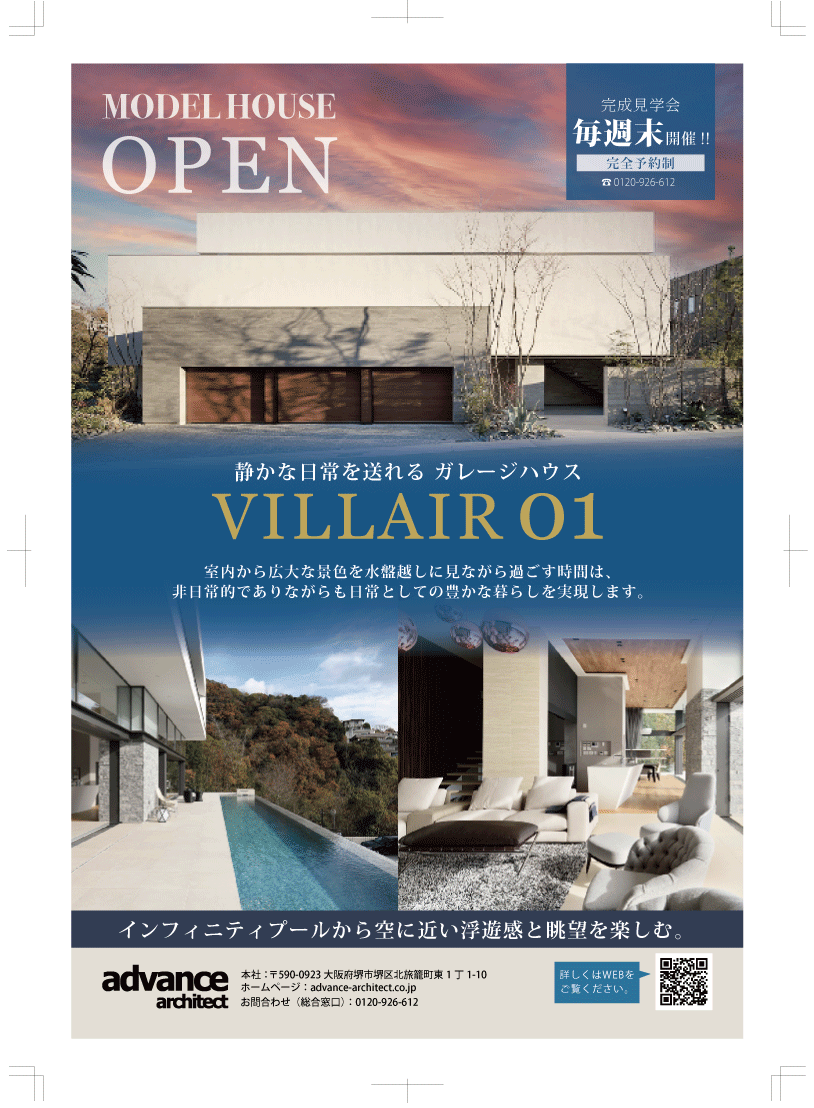 MODEL HOUSE
OPEN
完成見学会
毎週末開催!!
完全予約制
☎ 0120-926-612
静かな日常を送れる ガレージハウス
VILLAIR 01
室内から広大な景色を水盤越しに見ながら過ごす時間は、
非日常的でありながらも日常としての豊かな暮らしを実現します。
インフィニティプールから空に近い浮遊感と眺望を楽しむ。
advance
architect
本社：〒590-0923 大阪府堺市堺区北旅籠町東1丁1-10
ホームページ：advance-architect.co.jp
お問合わせ（総合窓口）：0120-926-612
詳しくはWEBを
ご覧ください。